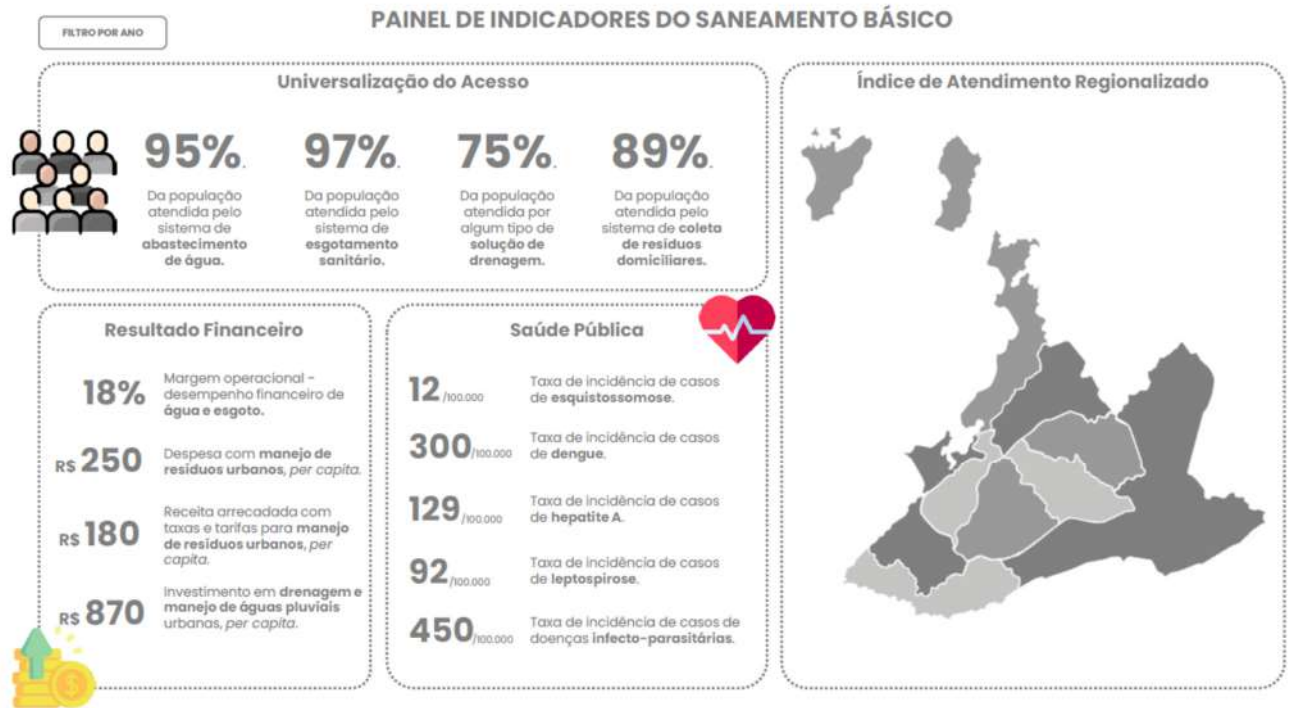 PAINEL DE INDICADORES DO SANEAMENTO BÁSICO
FILTRO POR ANO
Universalização do Acesso
95%.
Da população
atendida pelo
sistema de
abastecimento
de água.
97%.
Da população
atendida pelo
sistema de
esgotamento
sanitário.
75%.
Da população
atendida por
algum tipo de
solução de
drenagem.
89%.
Da população
atendida pelo
sistema de coleta
de resíduos
domiciliares.
Resultado Financeiro
18%
Margem operacional -
desempenho financeiro de
água e esgoto.
R$ 250
Despesa com manejo de
resíduos urbanos, per capita.
R$ 180
Receita arrecadada com
taxas e tarifas para manejo
de resíduos urbanos, per
capita.
R$ 870
Investimento em drenagem e
manejo de águas pluviais
urbanas, per capita.
Saúde Pública
12/100.000
Taxa de incidência de casos
de esquistossomose.
300/100.000
Taxa de incidência de casos
de dengue.
129/100.000
Taxa de incidência de casos
de hepatite A.
92/100.000
Taxa de incidência de casos
de leptospirose.
450/100.000
Taxa de incidência de casos de
doenças infecto-parasitárias.
Índice de Atendimento Regionalizado